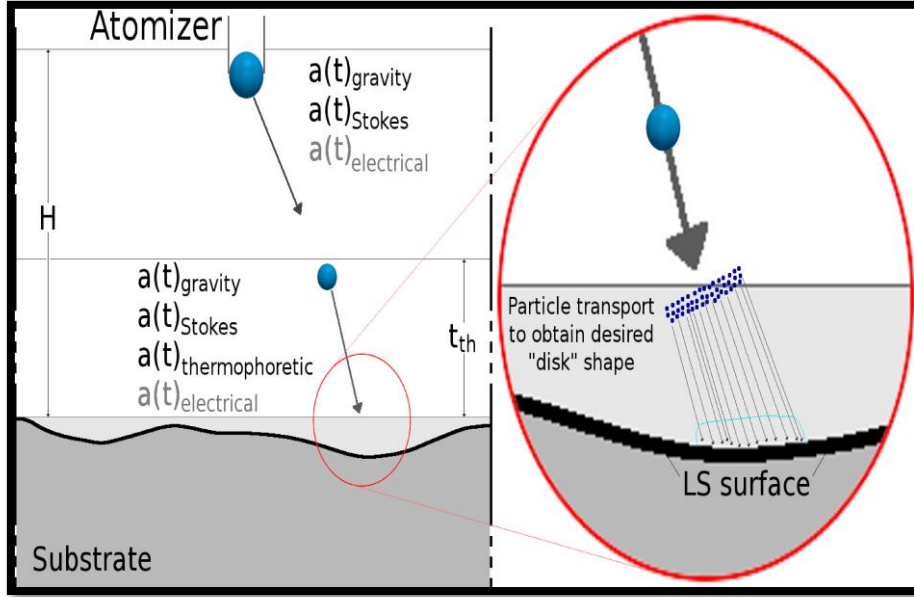 Atomizer
a(t)gravity
a(t)Stokes
a(t)electrical
H
a(t)gravity
a(t)Stokes
a(t)thermophoretic
a(t)electrical
tth
Substrate
Particle transport
to obtain desired
"disk" shape
LS surface